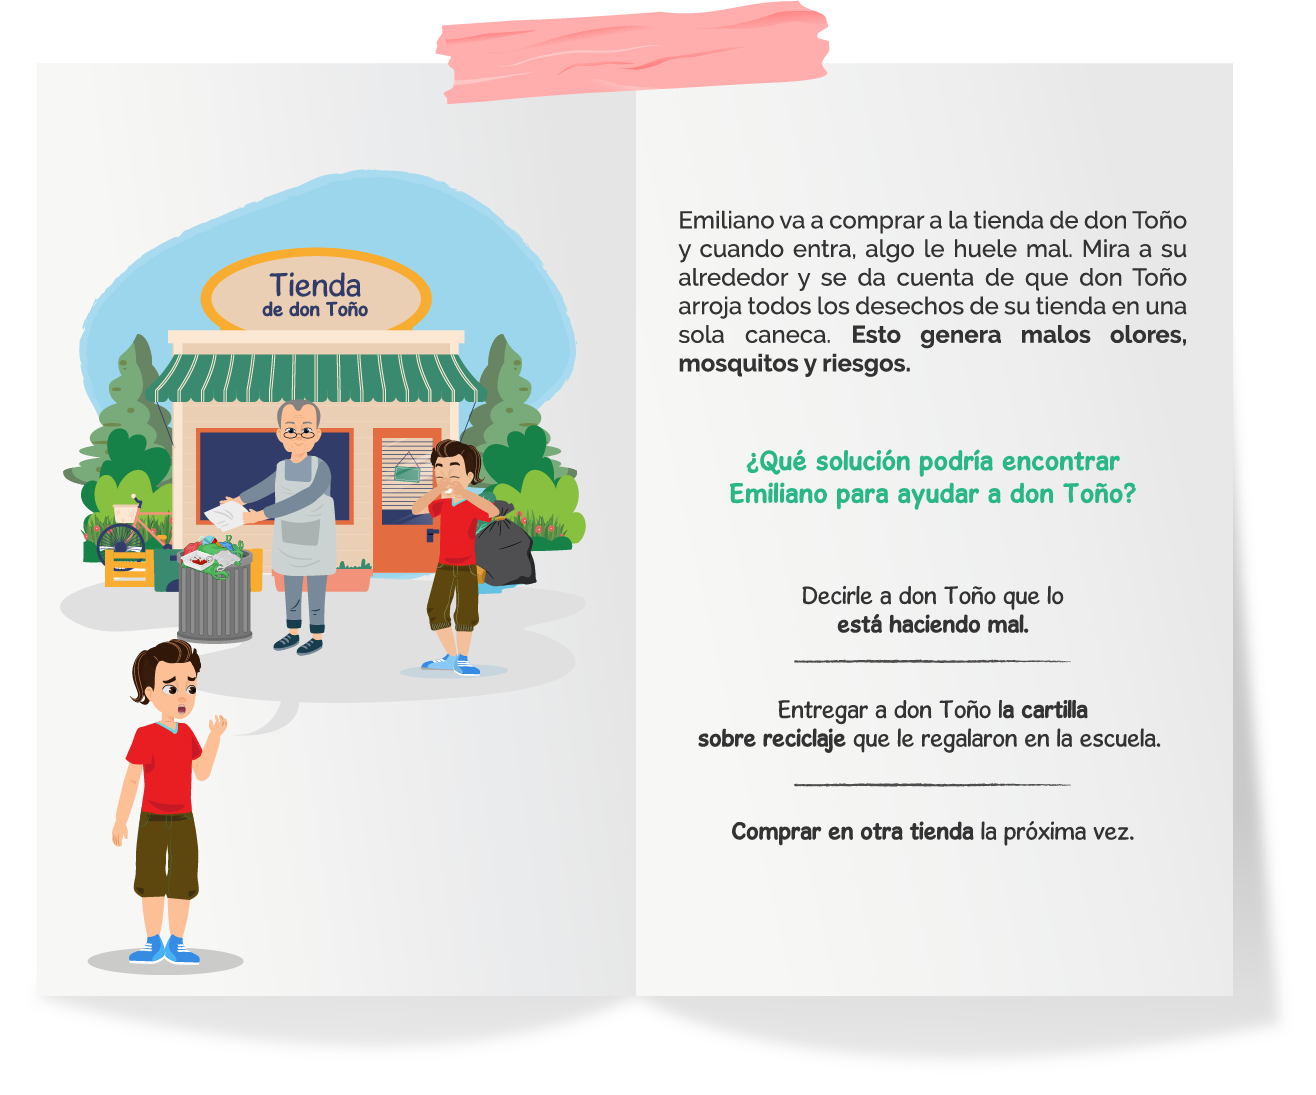 Tienda
de don Toño
Emiliano va a comprar a la tienda de don Toño
y cuando entra, algo le huele mal. Mira a su
alrededor y se da cuenta de que don Toño
arroja todos los desechos de su tienda en una
sola caneca. Esto genera malos olores,
mosquitos y riesgos.
¿Qué solución podría encontrar
Emiliano para ayudar a don Toño?
Decirle a don Toño que lo
está haciendo mal.
Entregar a don Toño la cartilla
sobre reciclaje que le regalaron en la escuela.
Comprar en otra tienda la próxima vez.